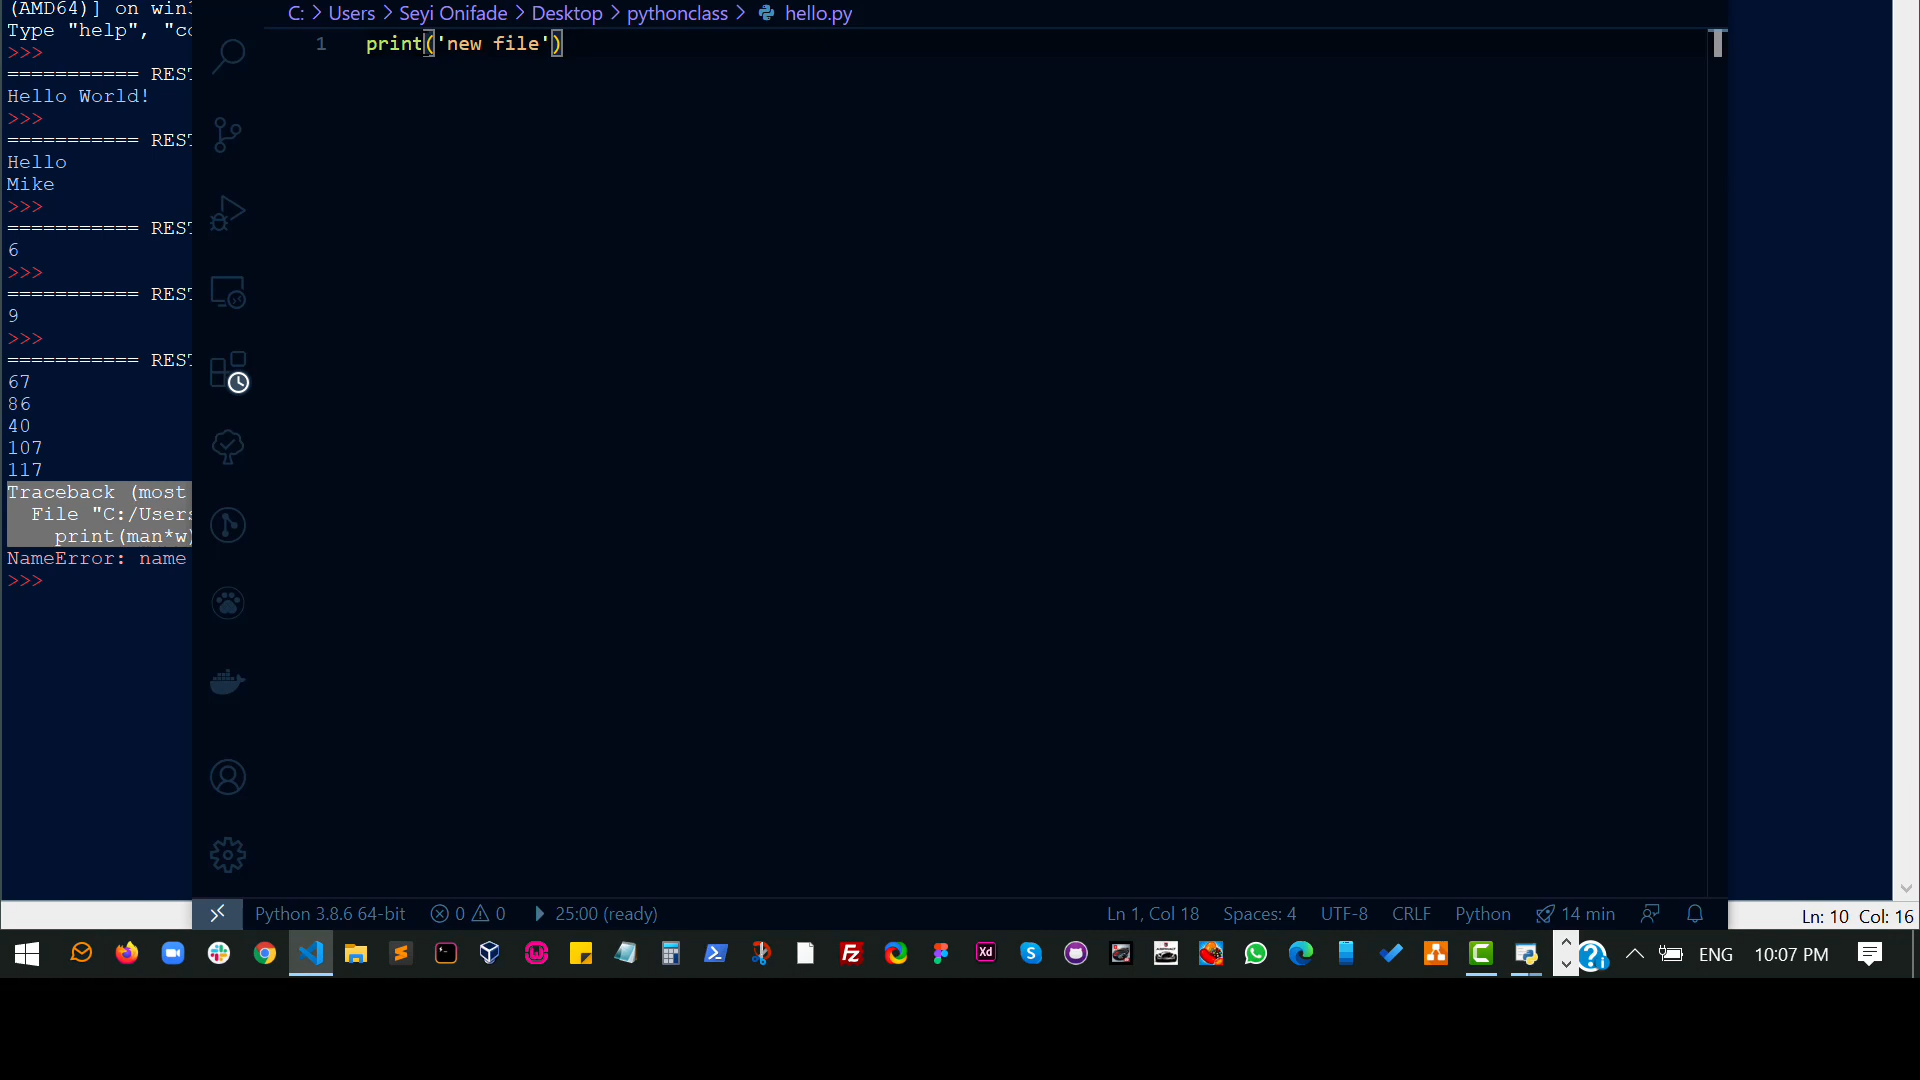 (AMD64)] on win3
Type "help", "co
>>>
=========== REST
Hello World!
>>>
=========== REST
Hello
Mike
>>>
=========== REST
6
>>>
=========== REST
9
>>>
=========== REST
67
86
40
107
117
Traceback (most
File "C:/Users
print(man*w)
NameError: name
>>>
C: > Users > Seyi Onifade > Desktop > pythonclass > hello.py
1 print('new file')
Python 3.8.6 64-bit 0 0 25:00 (ready) Ln 1, Col 18 Spaces: 4 UTF-8 CRLF Python 14 min
Ln: 10 Col: 16
Xd ENG 10:07 PM